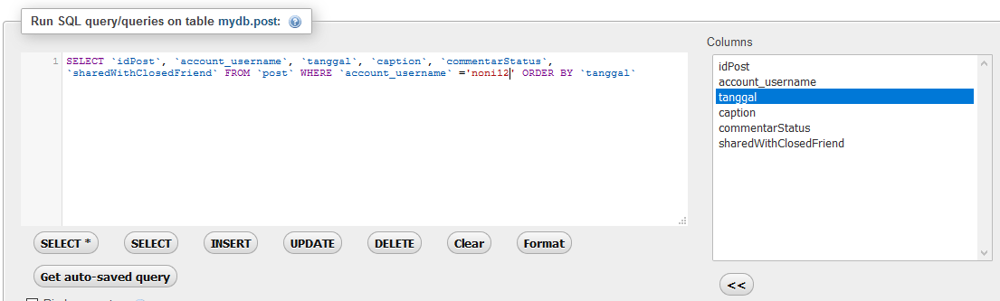 Run SQL query/queries on table mydb.post:
1 SELECT `idPost`, `account_username`, `tanggal`, `caption`, `commentarStatus`,
`sharedWithClosedFriend` FROM `post` WHERE `account_username` ='noni12' ORDER BY `tanggal`
SELECT * SELECT INSERT UPDATE DELETE Clear Format
Get auto-saved query
Columns
idPost
account_username
tanggal
caption
commentarStatus
sharedWithClosedFriend
<<